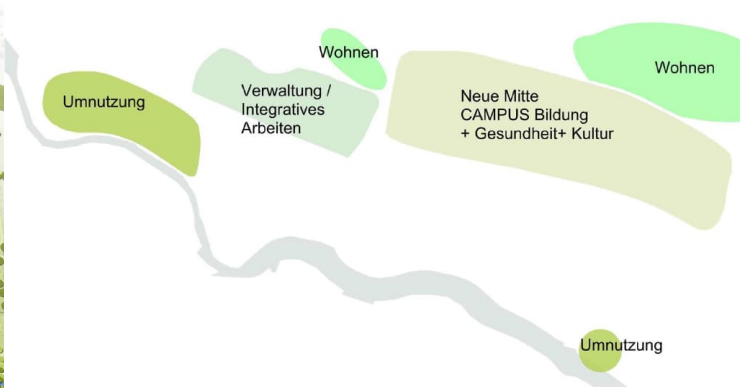 Wohnen
Wohnen
Umnutzung
Verwaltung /
Integratives
Arbeiten
Neue Mitte
CAMPUS Bildung
+ Gesundheit+ Kultur
Umnutzung